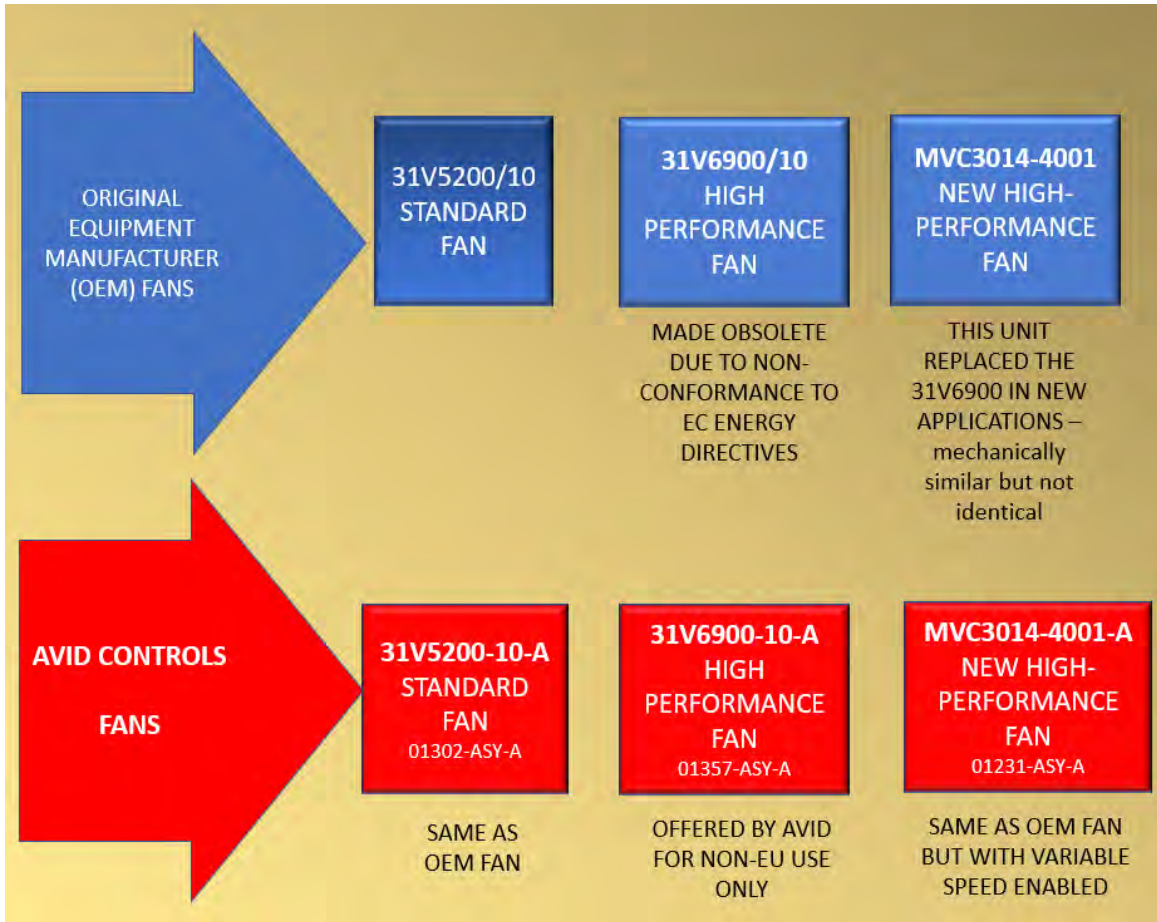 ORIGINAL
EQUIPMENT
MANUFACTURER
(OEM) FANS
31V5200/10
STANDARD
FAN
31V6900/10
HIGH
PERFORMANCE
FAN
MVC3014-4001
NEW HIGH-
PERFORMANCE
FAN
MADE OBSOLETE
DUE TO NON-
CONFORMANCE TO
EC ENERGY
DIRECTIVES
THIS UNIT
REPLACED THE
31V6900 IN NEW
APPLICATIONS –
mechanically
similar but not
identical
AVID CONTROLS
FANS
31V5200-10-A
STANDARD
FAN
01302-ASY-A
31V6900-10-A
HIGH
PERFORMANCE
FAN
01357-ASY-A
MVC3014-4001-A
NEW HIGH-
PERFORMANCE
FAN
01231-ASY-A
SAME AS
OEM FAN
OFFERED BY AVID
FOR NON-EU USE
ONLY
SAME AS OEM FAN
BUT WITH VARIABLE
SPEED ENABLED